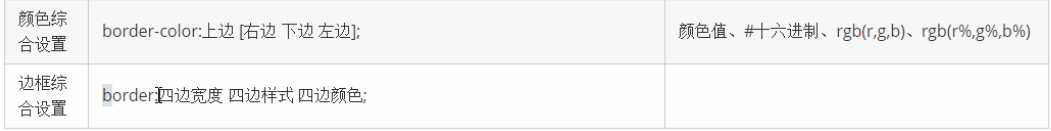 颜色综
合设置
border-color:上边 [右边 下边 左边];
颜色值、#十六进制、rgb(r,g,b)、rgb(r%,g%,b%)
边框综
合设置
border:四边宽度 四边样式 四边颜色;